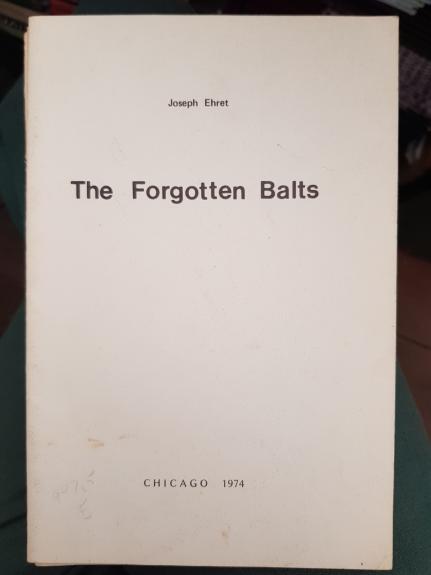 Joseph Ehret
The Forgotten Balts
CHICAGO 1974